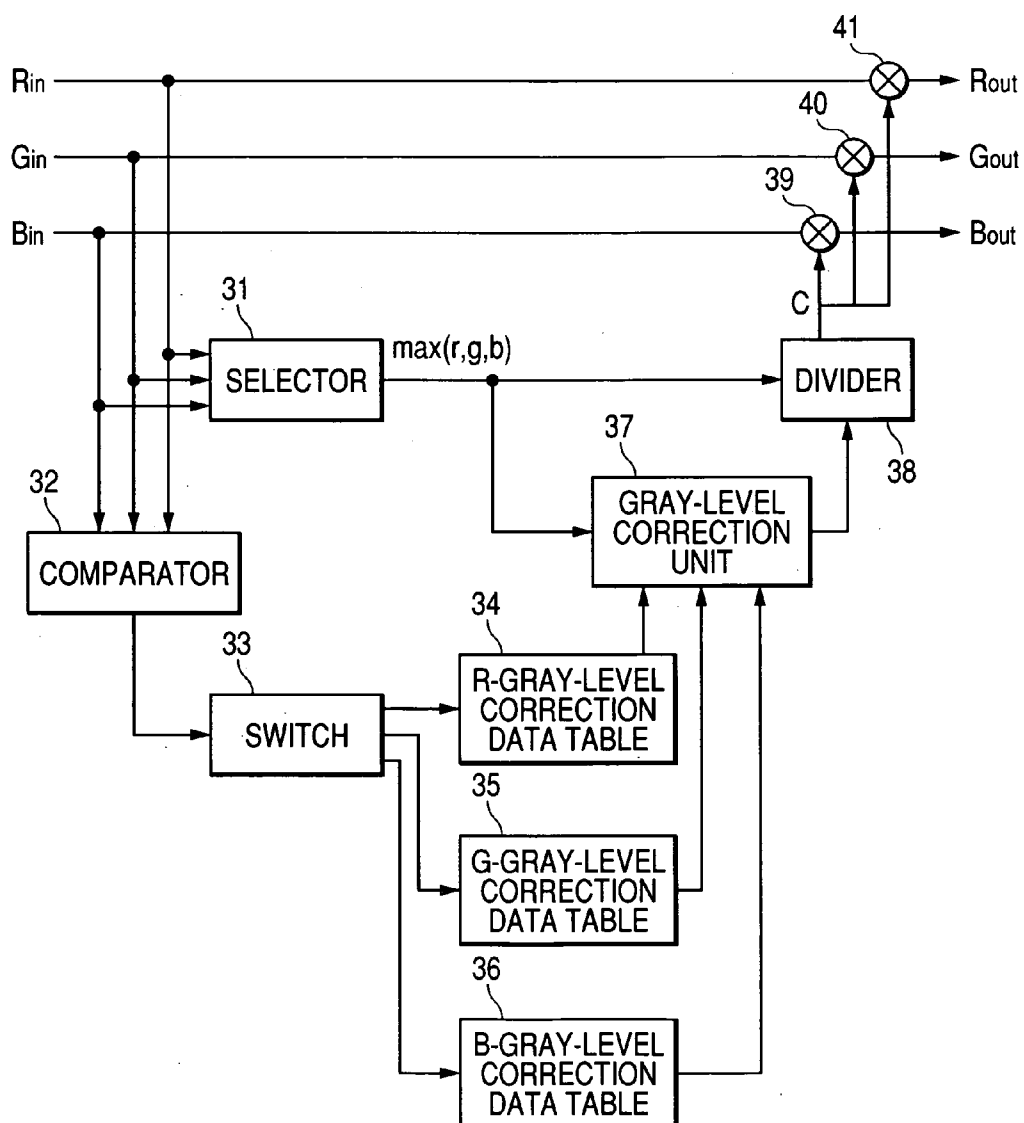 41
Rin
Rout
40
Gin
Gout
39
Bin
Bout
31
C
max(r,g,b)
SELECTOR
DIVIDER
38
37
32
GRAY-LEVEL
CORRECTION
UNIT
COMPARATOR
34
33
R-GRAY-LEVEL
CORRECTION
DATA TABLE
SWITCH
35
G-GRAY-LEVEL
CORRECTION
DATA TABLE
36
B-GRAY-LEVEL
CORRECTION
DATA TABLE